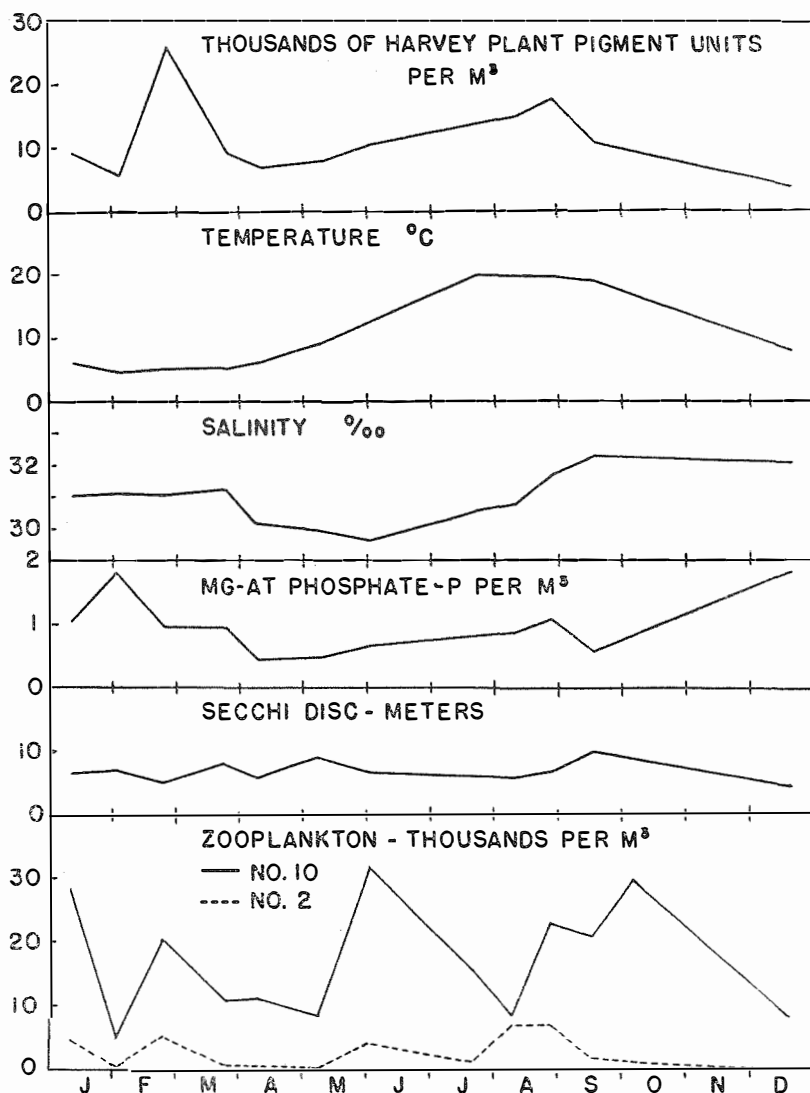 30
THOUSANDS OF HARVEY PLANT PIGMENT UNITS
PER M³
20
10
0
TEMPERATURE °C
20
10
0
SALINITY ‰
32
30
2
MG-AT PHOSPHATE-P PER M³
1
0
SECCHI DISC - METERS
10
0
ZOOPLANKTON - THOUSANDS PER M³
NO. 10
NO. 2
30
20
10
0
J F M A M J J A S O N D